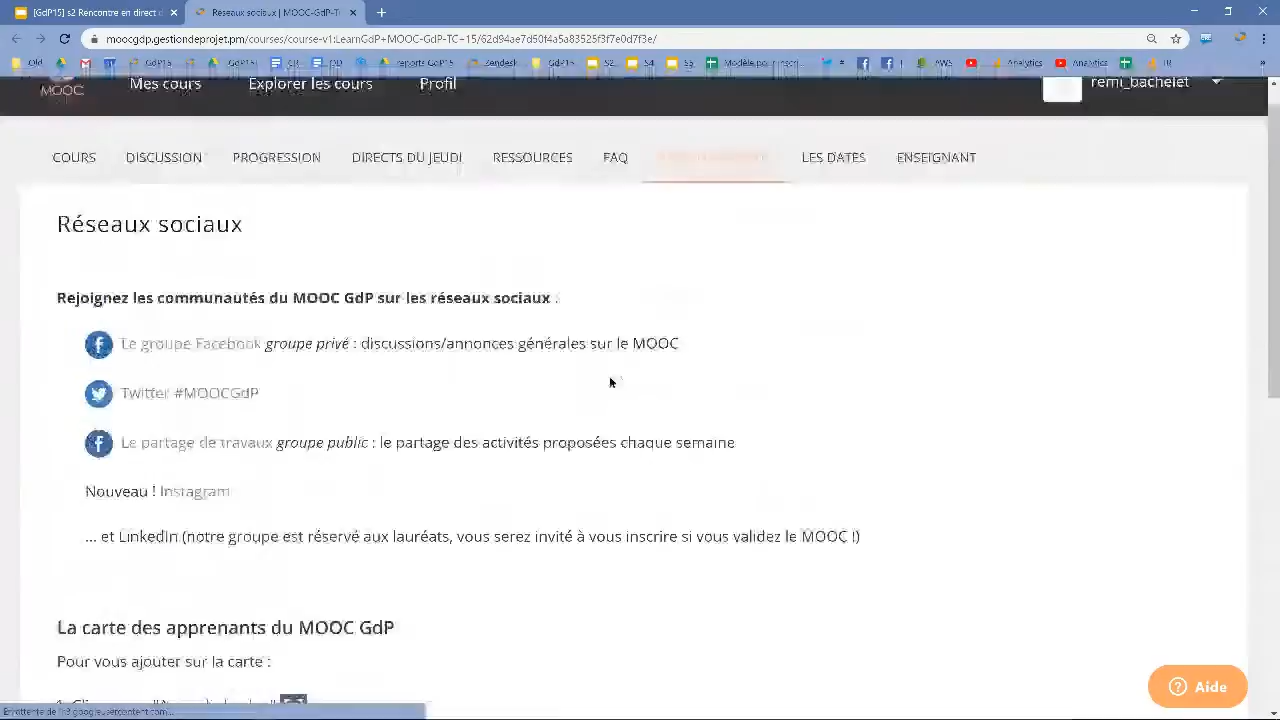 [GdP15] s2 Rencontre en direct d
Réseaux sociaux | MOOC-GdP-T
moocgdp.gestiondeprojet.pm/courses/course-v1:LearnGdP+MOOC-GdP-TC+15/62d94ae7d50f4a5a83525f3f7e0d7f3e/
MOOC
Mes cours
Explorer les cours
Profil
remi_bachelet
COURS
DISCUSSION
PROGRESSION
DIRECTS DU JEUDI
RESSOURCES
FAQ
LES DATES
ENSEIGNANT
Réseaux sociaux
Rejoignez les communautés du MOOC GdP sur les réseaux sociaux :
Le groupe Facebook groupe privé : discussions/annonces générales sur le MOOC
Twitter #MOOCGdP
Le partage de travaux groupe public : le partage des activités proposées chaque semaine
Nouveau ! Instagram
... et LinkedIn (notre groupe est réservé aux lauréats, vous serez invité à vous inscrire si vous validez le MOOC !)
La carte des apprenants du MOOC GdP
Pour vous ajouter sur la carte :
Aide